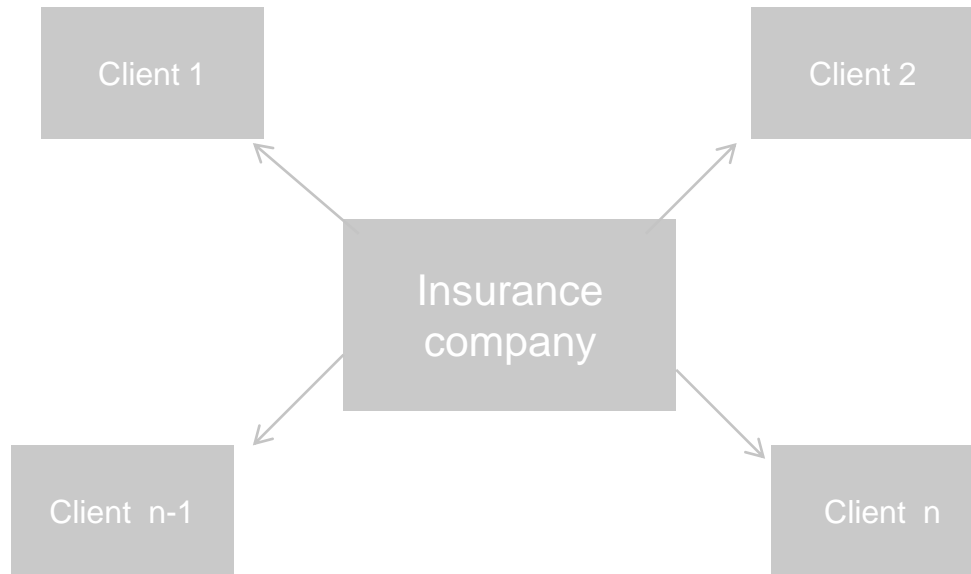 Client 1
Client 2
Insurance
company
Client n-1
Client n